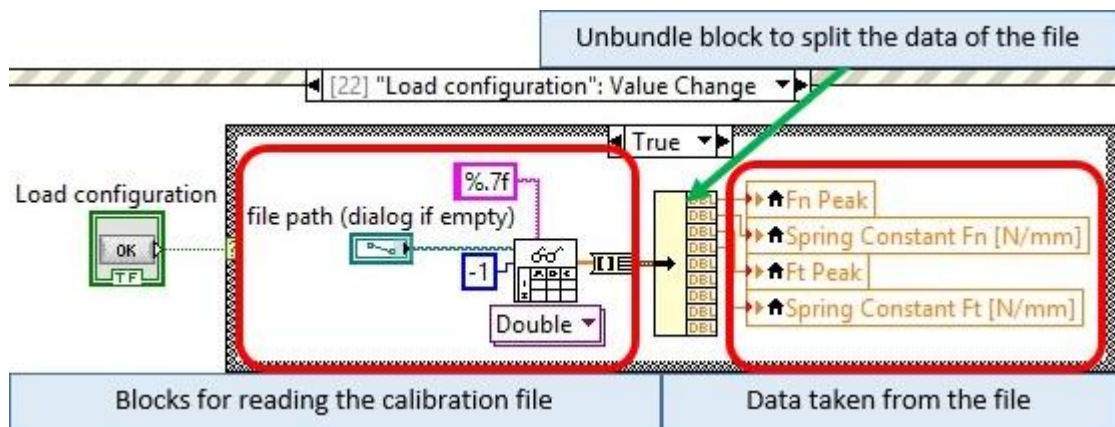 Unbundle block to split the data of the file
[22] "Load configuration": Value Change
True
Load configuration
OK
TF
%.7f
file path (dialog if empty)
-1
Double
DBL
DBL
DBL
DBL
DBL
DBL
DBL
DBL
DBL
Fn Peak
Spring Constant Fn [N/mm]
Ft Peak
Spring Constant Ft [N/mm]
Blocks for reading the calibration file
Data taken from the file